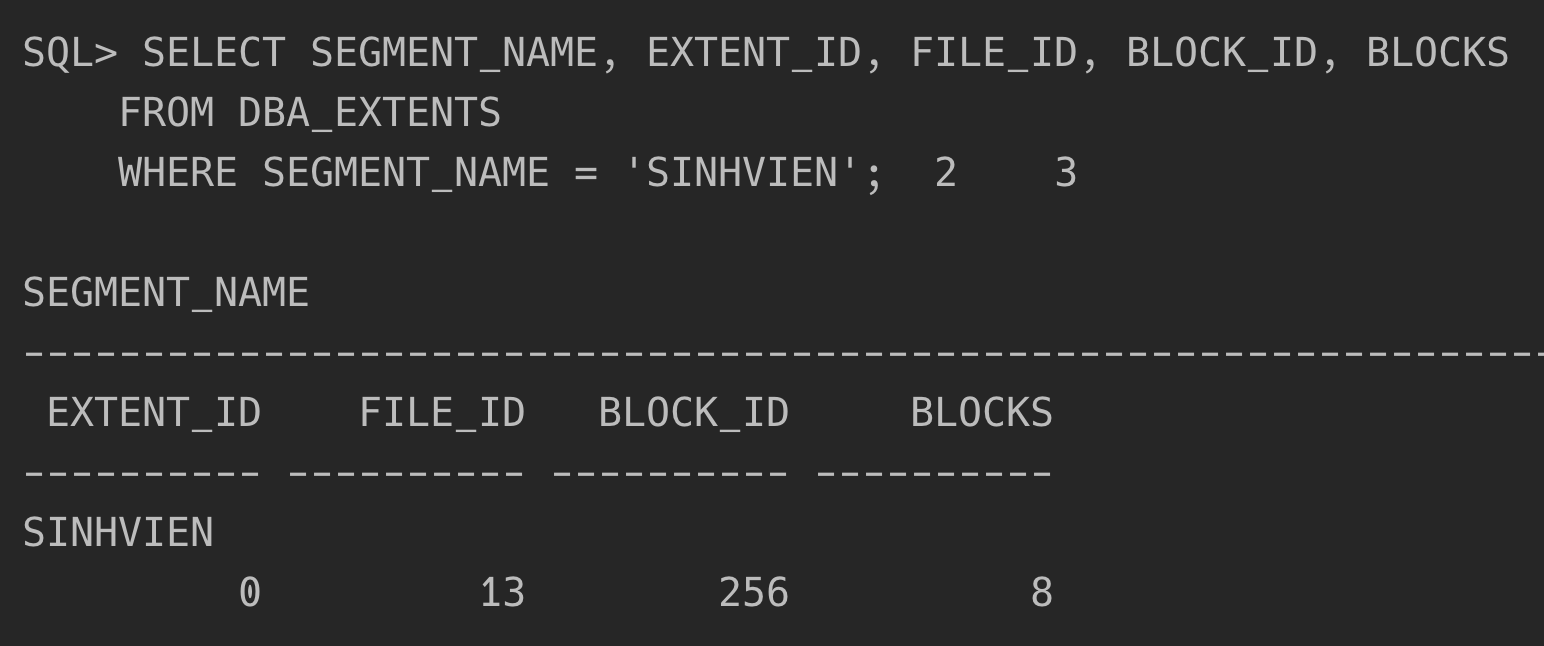 SQL> SELECT SEGMENT_NAME, EXTENT_ID, FILE_ID, BLOCK_ID, BLOCKS
    FROM DBA_EXTENTS
    WHERE SEGMENT_NAME = 'SINHVIEN';  2    3

SEGMENT_NAME
----------------------------------------------------------------
 EXTENT_ID    FILE_ID   BLOCK_ID     BLOCKS
---------- ---------- ---------- ----------
SINHVIEN
         0         13        256          8